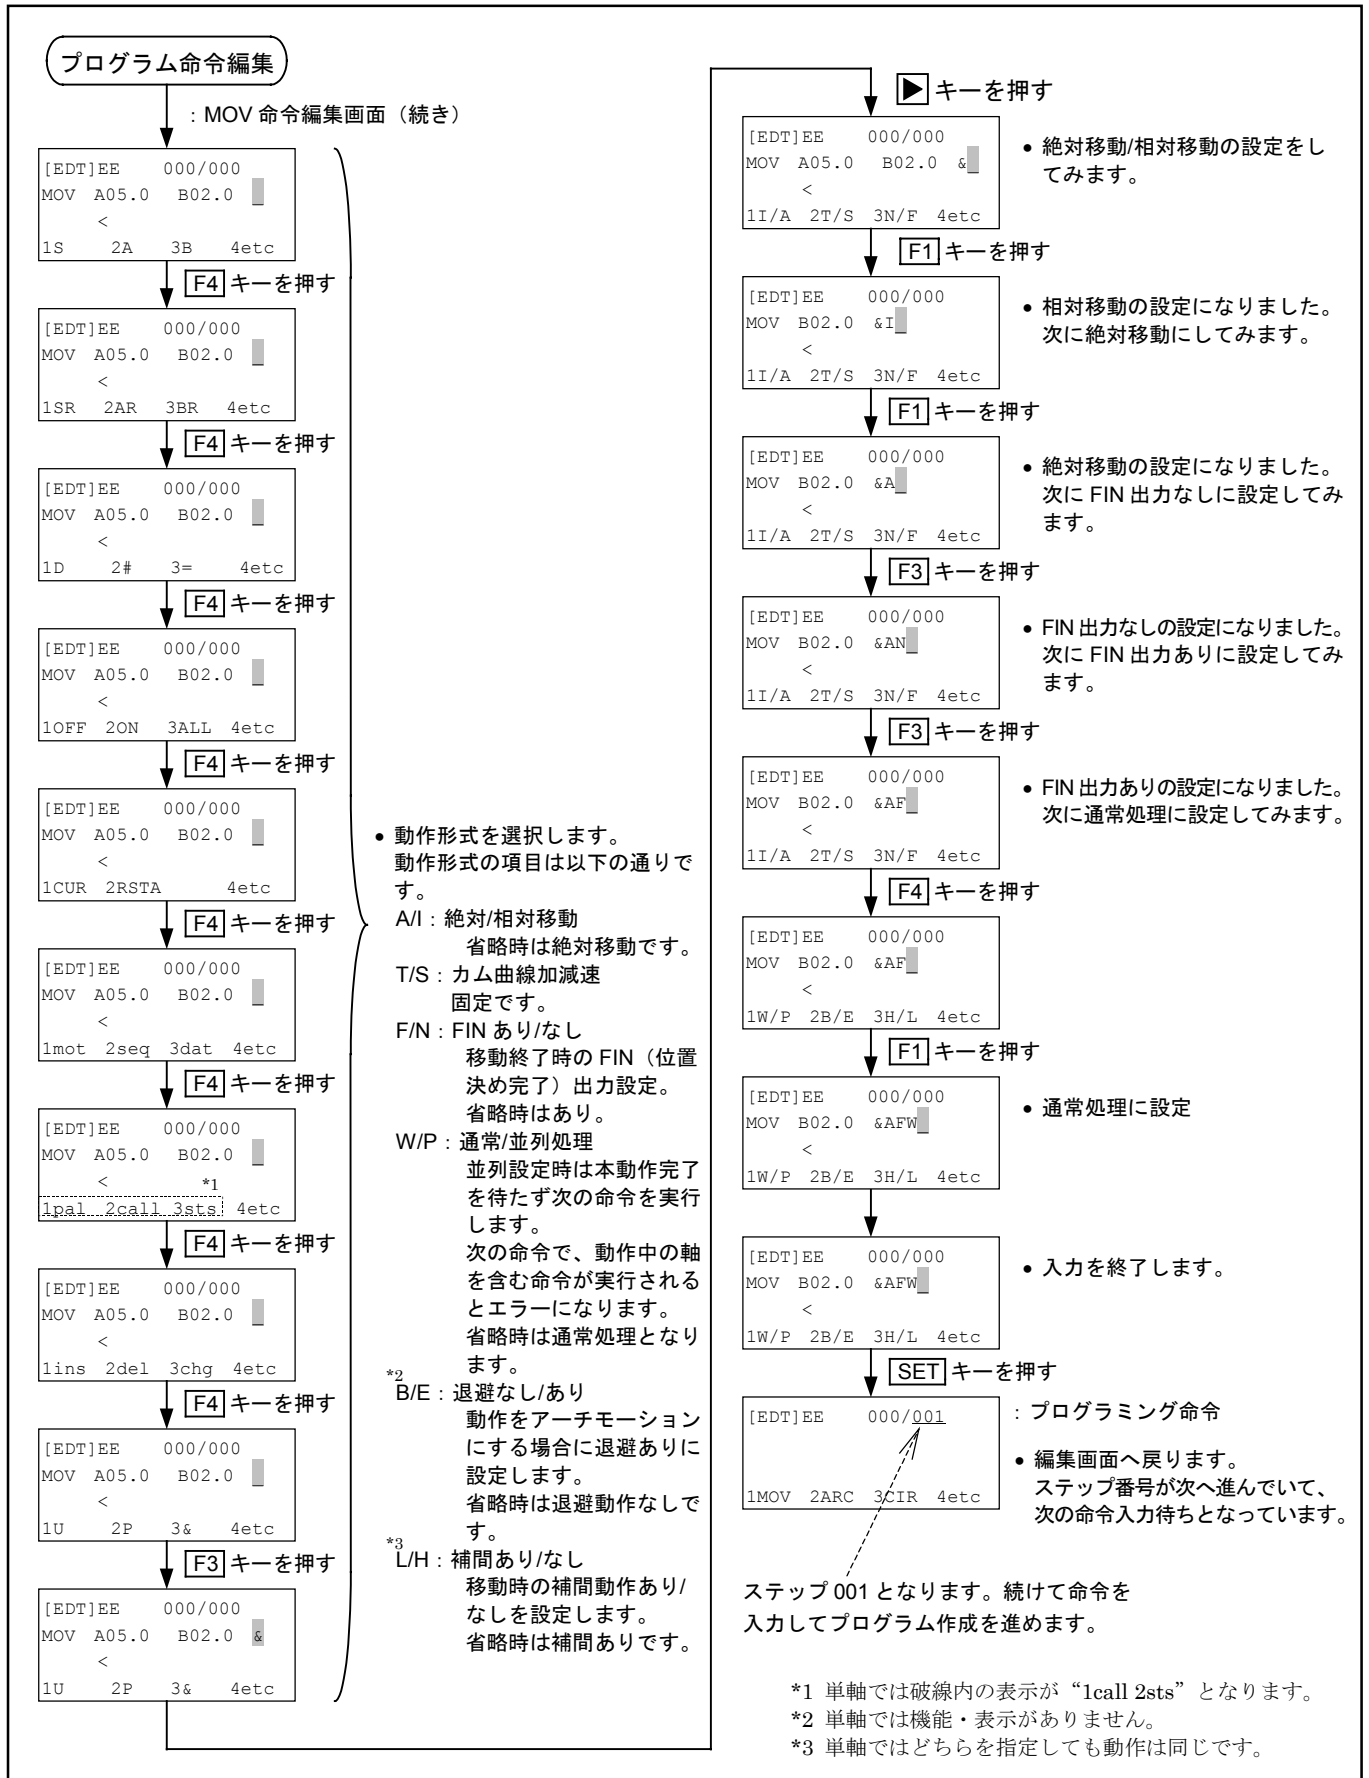 プログラム命令編集
：MOV 命令編集画面（続き）
[EDT]EE 000/000
MOV A05.0 B02.0 _
<
1S 2A 3B 4etc
F4 キーを押す
[EDT]EE 000/000
MOV A05.0 B02.0 _
<
1SR 2AR 3BR 4etc
F4 キーを押す
[EDT]EE 000/000
MOV A05.0 B02.0 _
<
1D 2# 3= 4etc
F4 キーを押す
[EDT]EE 000/000
MOV A05.0 B02.0 _
<
1OFF 2ON 3ALL 4etc
F4 キーを押す
[EDT]EE 000/000
MOV A05.0 B02.0 _
<
1CUR 2RSTA 4etc
F4 キーを押す
[EDT]EE 000/000
MOV A05.0 B02.0 _
<
1mot 2seq 3dat 4etc
F4 キーを押す
[EDT]EE 000/000
MOV A05.0 B02.0 _
< *1
1pal 2call 3sts 4etc
F4 キーを押す
[EDT]EE 000/000
MOV A05.0 B02.0 _
<
1ins 2del 3chg 4etc
F4 キーを押す
[EDT]EE 000/000
MOV A05.0 B02.0 _
<
1U 2P 3& 4etc
F3 キーを押す
[EDT]EE 000/000
MOV A05.0 B02.0 &
<
1U 2P 3& 4etc
• 動作形式を選択します。
動作形式の項目は以下の通りで
す。
A/I：絶対/相対移動
省略時は絶対移動です。
T/S：カム曲線加減速
固定です。
F/N：FIN あり/なし
移動終了時の FIN（位置
決め完了）出力設定。
省略時はあり。
W/P：通常/並列処理
並列設定時は本動作完了
を待たず次の命令を実行
します。
次の命令で、動作中の軸
を含む命令が実行される
とエラーになります。
省略時は通常処理となり
ます。
*2
B/E：退避なし/あり
動作をアーチモーション
にする場合に退避ありに
設定します。
省略時は退避動作なしで
す。
*3
L/H：補間あり/なし
移動時の補間動作あり/
なしを設定します。
省略時は補間ありです。
▶ キーを押す
[EDT]EE 000/000
MOV A05.0 B02.0 &_
<
1I/A 2T/S 3N/F 4etc
• 絶対移動/相対移動の設定をし
てみます。
F1 キーを押す
[EDT]EE 000/000
MOV B02.0 &I_
<
1I/A 2T/S 3N/F 4etc
• 相対移動の設定になりました。
次に絶対移動にしてみます。
F1 キーを押す
[EDT]EE 000/000
MOV B02.0 &A_
<
1I/A 2T/S 3N/F 4etc
• 絶対移動の設定になりました。
次に FIN 出力なしに設定してみ
ます。
F3 キーを押す
[EDT]EE 000/000
MOV B02.0 &AN_
<
1I/A 2T/S 3N/F 4etc
• FIN 出力なしの設定になりました。
次に FIN 出力ありに設定してみ
ます。
F3 キーを押す
[EDT]EE 000/000
MOV B02.0 &AF_
<
1I/A 2T/S 3N/F 4etc
• FIN 出力ありの設定になりました。
次に通常処理に設定してみます。
F4 キーを押す
[EDT]EE 000/000
MOV B02.0 &AF_
<
1W/P 2B/E 3H/L 4etc
F1 キーを押す
[EDT]EE 000/000
MOV B02.0 &AFW_
<
1W/P 2B/E 3H/L 4etc
• 通常処理に設定
[EDT]EE 000/000
MOV B02.0 &AFW_
<
1W/P 2B/E 3H/L 4etc
• 入力を終了します。
SET キーを押す
[EDT]EE 000/001
1MOV 2ARC 3CIR 4etc
：プログラミング命令
• 編集画面へ戻ります。
ステップ番号が次へ進んでいて、
次の命令入力待ちとなっています。
ステップ 001 となります。続けて命令を
入力してプログラム作成を進めます。
*1 単軸では破線内の表示が“1call 2sts”となります。
*2 単軸では機能・表示がありません。
*3 単軸ではどちらを指定しても動作は同じです。